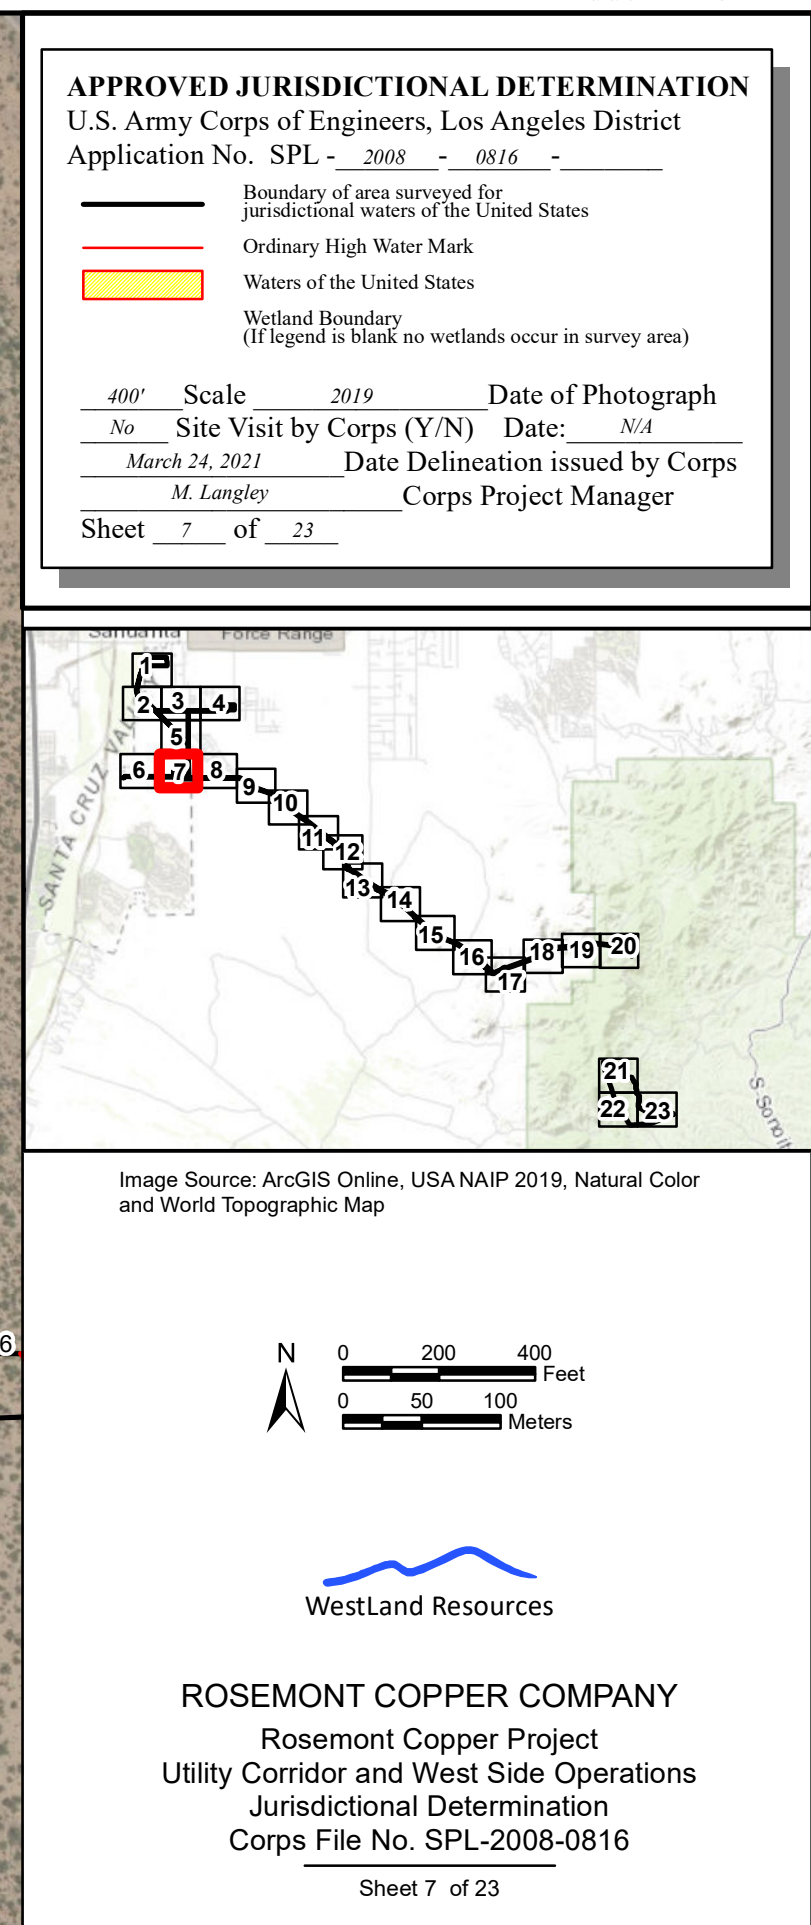 APPROVED JURISDICTIONAL DETERMINATION
U.S. Army Corps of Engineers, Los Angeles District
Application No. SPL - 2008 - 0816 -
Boundary of area surveyed for
jurisdictional waters of the United States
Ordinary High Water Mark
Waters of the United States
Wetland Boundary
(If legend is blank no wetlands occur in survey area)
400' Scale 2019 Date of Photograph
No Site Visit by Corps (Y/N) Date: N/A
March 24, 2021 Date Delineation issued by Corps
M. Langley Corps Project Manager
Sheet 7 of 23
Force Range
1
2 3 4
5
6 7 8
9
10
11
12
13
14
15
16
17
18
19
20
21
22
23
SANTA CRUZ VALLEY
Image Source: ArcGIS Online, USA NAIP 2019, Natural Color
and World Topographic Map
6
N
0 200 400
Feet
0 50 100
Meters
WestLand Resources
ROSEMONT COPPER COMPANY
Rosemont Copper Project
Utility Corridor and West Side Operations
Jurisdictional Determination
Corps File No. SPL-2008-0816
Sheet 7 of 23